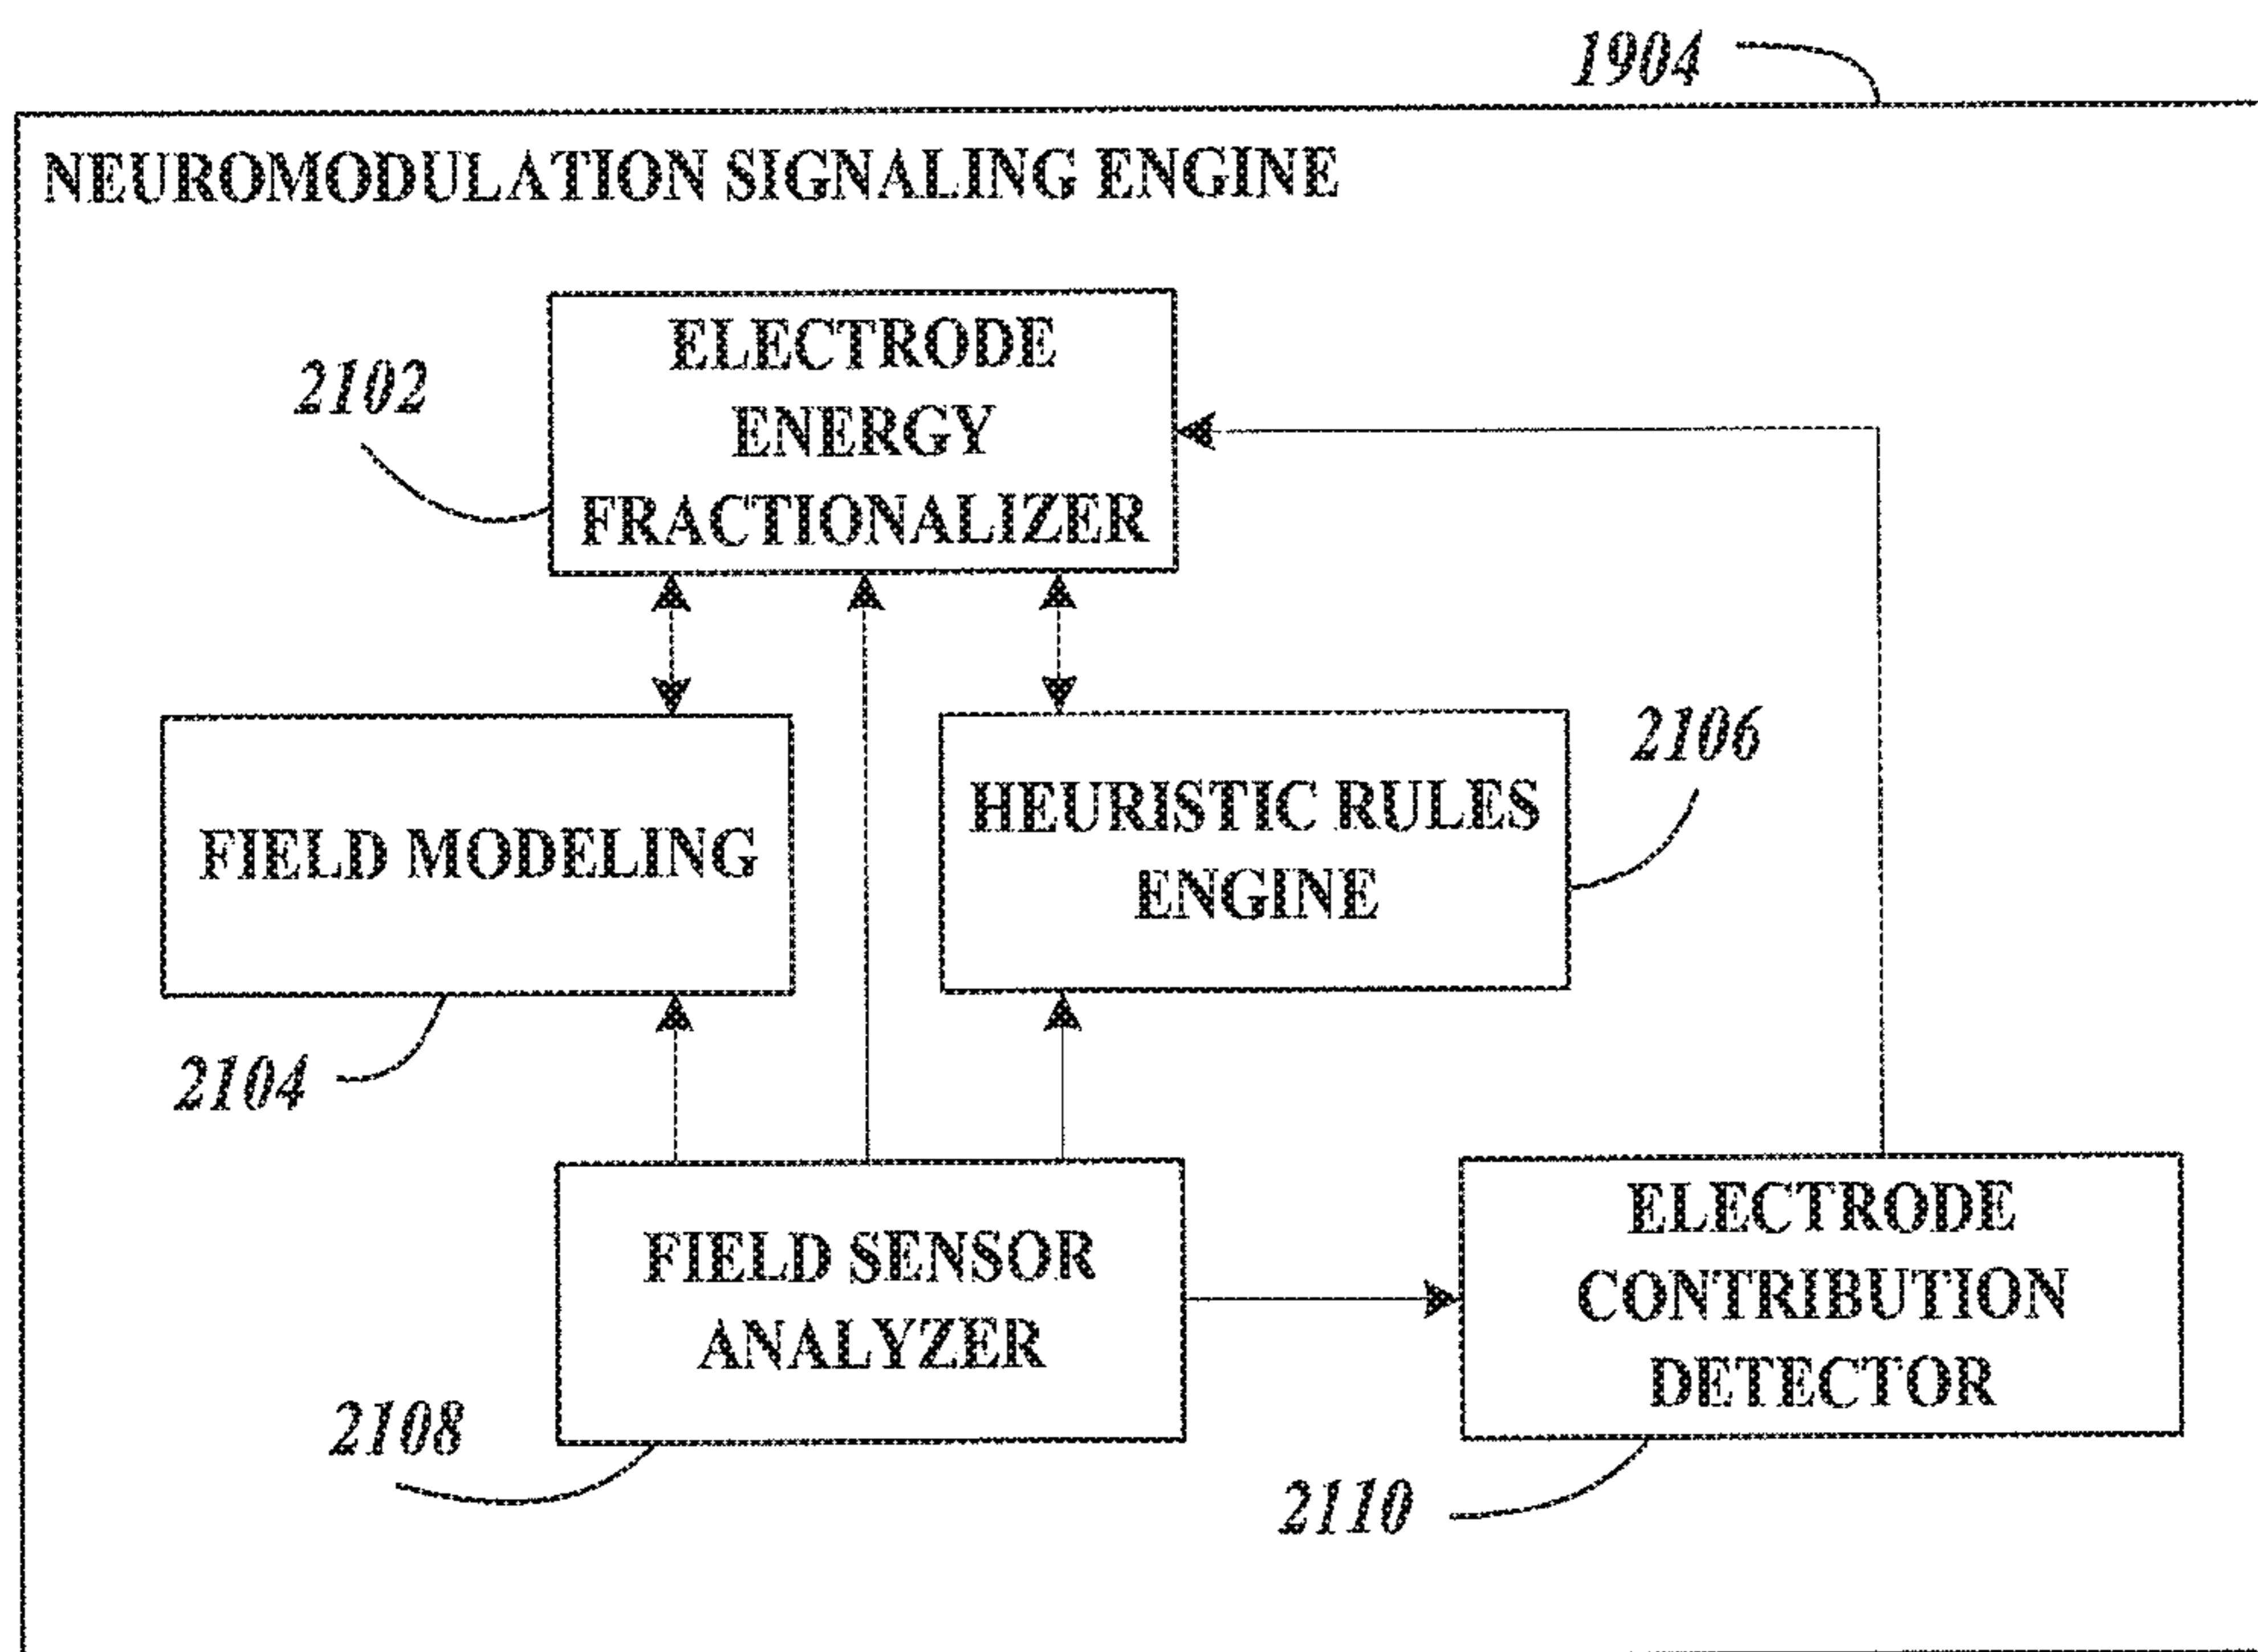 1904
NEUROMODULATION SIGNALING ENGINE
ELECTRODE
ENERGY
FRACTIONALIZER
2102
FIELD MODELING
2104
HEURISTIC RULES
ENGINE
2106
FIELD SENSOR
ANALYZER
2108
ELECTRODE
CONTRIBUTION
DETECTOR
2110